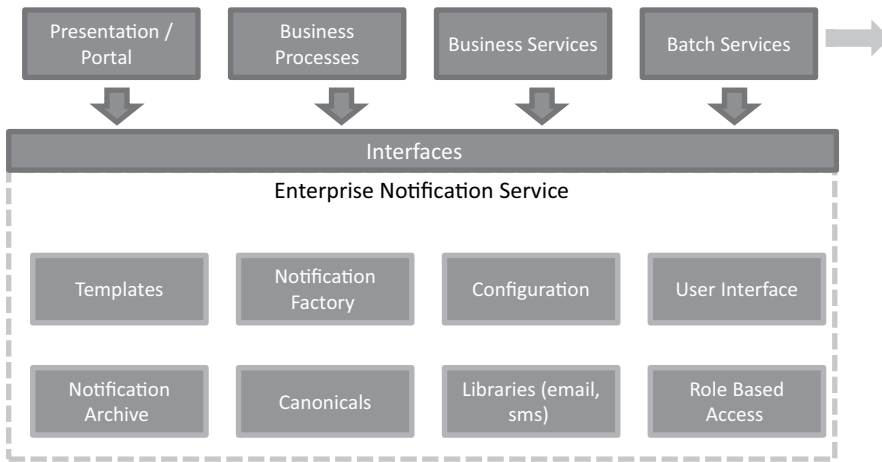 Presentation /
Portal
Business
Processes
Business Services
Batch Services
Interfaces
Enterprise Notification Service
Templates
Notification
Factory
Configuration
User Interface
Notification
Archive
Canonicals
Libraries (email,
sms)
Role Based
Access